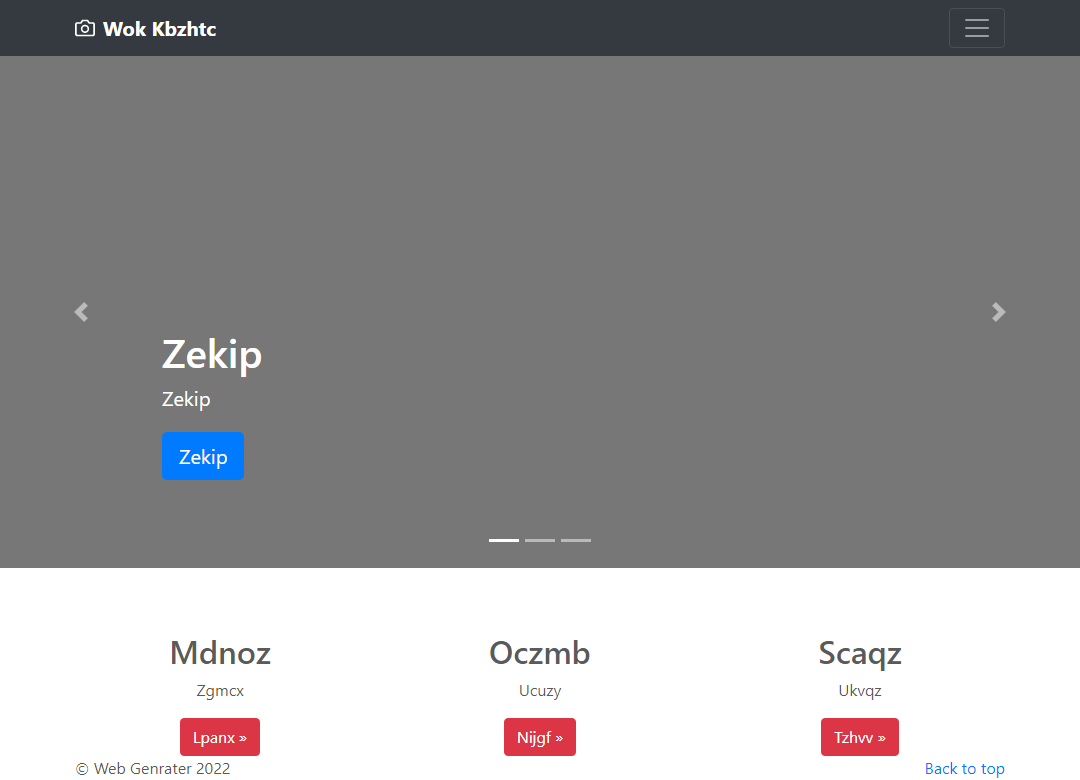 Wok Kbzhtc
Zekip
Zekip
Zekip
Mdnoz
Zgmcx
Lpanx »
Oczmb
Ucuzy
Nijgf »
Scaqz
Ukvqz
Tzhvv »
© Web Genrater 2022
Back to top